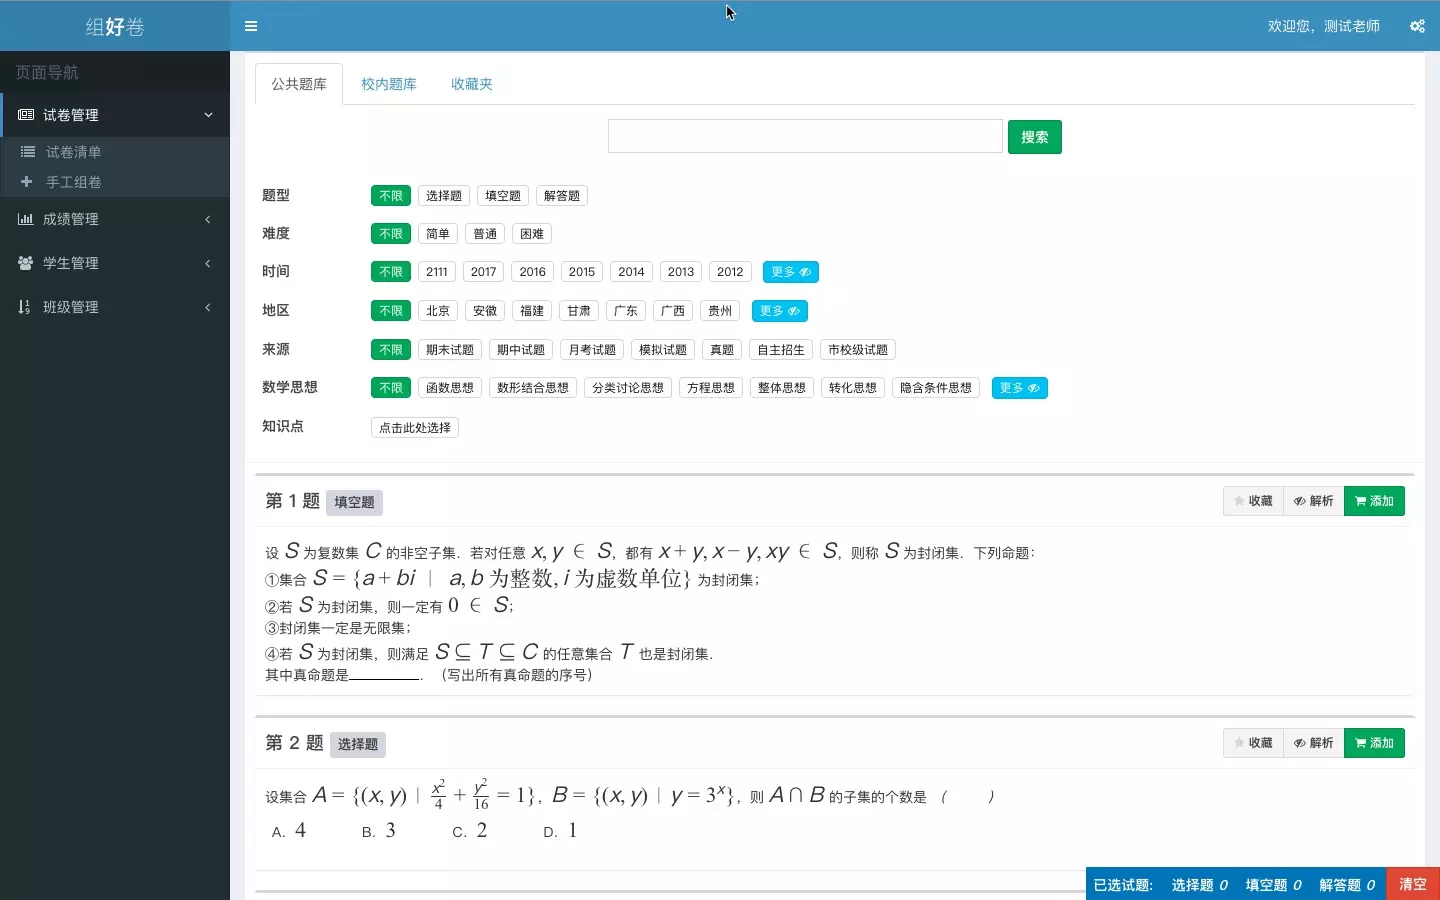 组好卷
欢迎您，测试老师
页面导航
试卷管理
试卷清单
手工组卷
成绩管理
学生管理
班级管理
公共题库 校内题库 收藏夹
搜索
题型 不限 选择题 填空题 解答题
难度 不限 简单 普通 困难
时间 不限 2111 2017 2016 2015 2014 2013 2012 更多
地区 不限 北京 安徽 福建 甘肃 广东 广西 贵州 更多
来源 不限 期末试题 期中试题 月考试题 模拟试题 真题 自主招生 市校级试题
数学思想 不限 函数思想 数形结合思想 分类讨论思想 方程思想 整体思想 转化思想 隐含条件思想 更多
知识点 点击此处选择
第 1 题 填空题 收藏 解析 添加
设 S 为复数集 C 的非空子集．若对任意 x, y ∈ S，都有 x + y, x − y, xy ∈ S，则称 S 为封闭集．下列命题：
①集合 S = {a + bi | a, b 为整数, i 为虚数单位} 为封闭集；
②若 S 为封闭集，则一定有 0 ∈ S；
③封闭集一定是无限集；
④若 S 为封闭集，则满足 S ⊆ T ⊆ C 的任意集合 T 也是封闭集．
其中真命题是________．（写出所有真命题的序号）
第 2 题 选择题 收藏 解析 添加
设集合 A = {(x, y) | x²/4 + y²/16 = 1}，B = {(x, y) | y = 3ˣ}，则 A ∩ B 的子集的个数是（ ）
A. 4 B. 3 C. 2 D. 1
已选试题: 选择题 0 填空题 0 解答题 0 清空